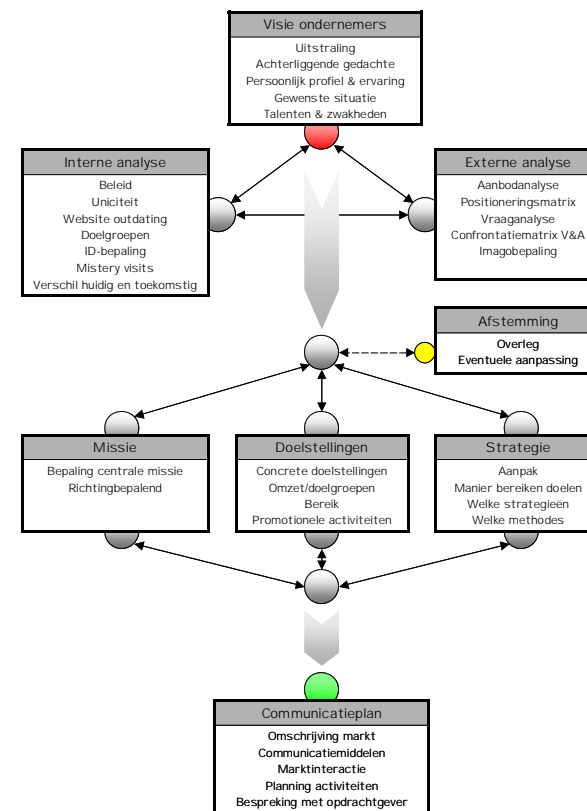 Visie ondernemers
Uitstraling
Achterliggende gedachte
Persoonlijk profiel & ervaring
Gewenste situatie
Talenten & zwakheden
Interne analyse
Beleid
Uniciteit
Website outdating
Doelgroepen
ID-bepaling
Mistery visits
Verschil huidig en toekomstig
Externe analyse
Aanbodanalyse
Positioneringsmatrix
Vraaganalyse
Confrontatiematrix V&A
Imagobepaling
Afstemming
Overleg
Eventuele aanpassing
Missie
Bepaling centrale missie
Richtingbepalend
Doelstellingen
Concrete doelstellingen
Omzet/doelgroepen
Bereik
Promotionele activiteiten
Strategie
Aanpak
Manier bereiken doelen
Welke strategieën
Welke methodes
Communicatieplan
Omschrijving markt
Communicatiemiddelen
Marktinteractie
Planning activiteiten
Bespreking met opdrachtgever